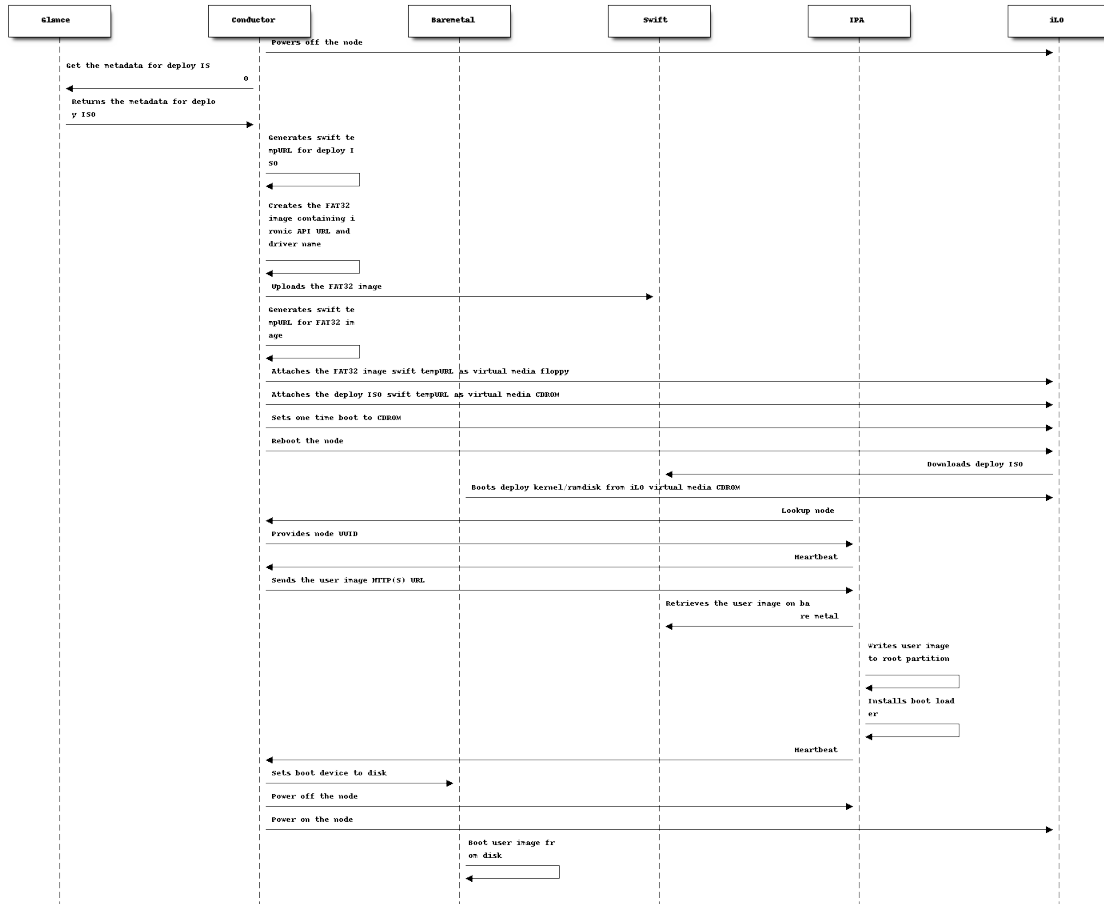 Glance Conductor Baremetal Swift IPA iLO
Powers off the node
Get the metadata for deploy IS
O
Returns the metadata for deplo
y ISO
Generates swift te
mpURL for deploy I
SO
Creates the FAT32
image containing i
ronic API URL and
driver name
Uploads the FAT32 image
Generates swift te
mpURL for FAT32 im
age
Attaches the FAT32 image swift tempURL as virtual media floppy
Attaches the deploy ISO swift tempURL as virtual media CDROM
Sets one time boot to CDROM
Reboot the node
Downloads deploy ISO
Boots deploy kernel/ramdisk from iLO virtual media CDROM
Lookup node
Provides node UUID
Heartbeat
Sends the user image HTTP(S) URL
Retrieves the user image on ba
re metal
Writes user image
to root partition
Installs boot load
er
Heartbeat
Sets boot device to disk
Power off the node
Power on the node
Boot user image fr
om disk